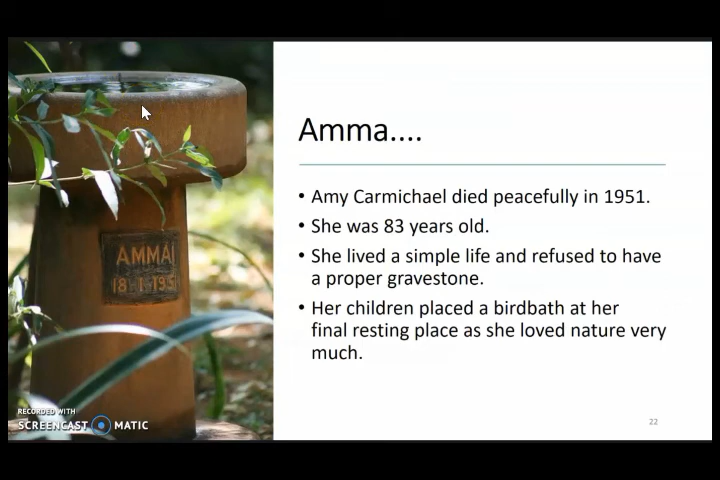 Amma....
• Amy Carmichael died peacefully in 1951.
• She was 83 years old.
• She lived a simple life and refused to have
a proper gravestone.
• Her children placed a birdbath at her
final resting place as she loved nature very
much.
AMMAI
18-1-195
RECORDED WITH
SCREENCAST MATIC
22